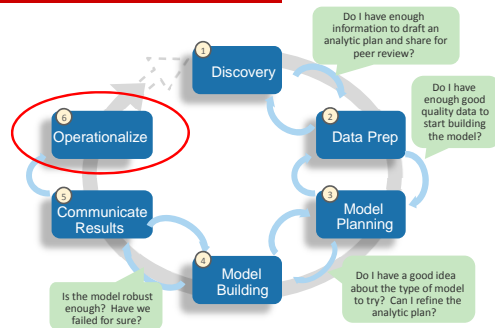 1
Discovery
Do I have enough
information to draft an
analytic plan and share for
peer review?
2
Data Prep
Do I have
enough good
quality data to
start building
the model?
3
Model
Planning
Do I have a good idea
about the type of model
to try? Can I refine the
analytic plan?
4
Model
Building
Is the model robust
enough? Have we
failed for sure?
5
Communicate
Results
6
Operationalize